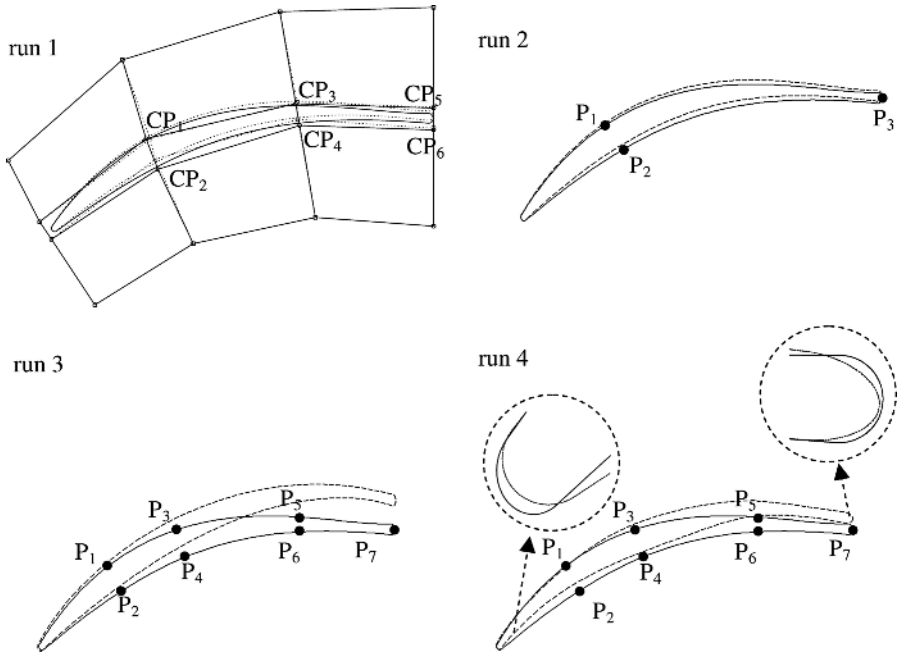 run 1
CP1
CP2
CP3
CP4
CP5
CP6
run 2
P1
P2
P3
run 3
P1
P2
P3
P4
P5
P6
P7
run 4
P1
P2
P3
P4
P5
P6
P7